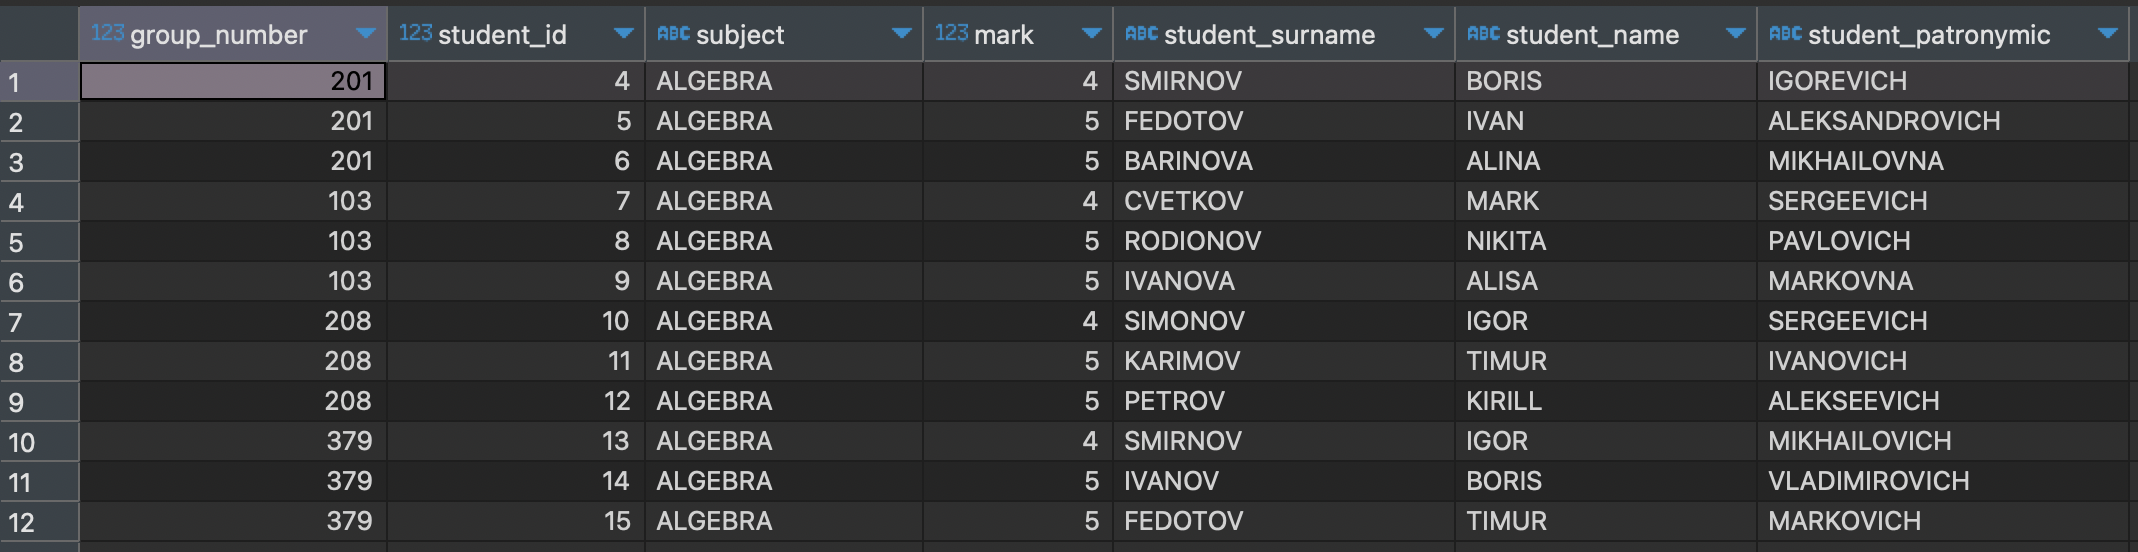 123 group_number 123 student_id ABC subject 123 mark ABC student_surname ABC student_name ABC student_patronymic
1 201 4 ALGEBRA 4 SMIRNOV BORIS IGOREVICH
2 201 5 ALGEBRA 5 FEDOTOV IVAN ALEKSANDROVICH
3 201 6 ALGEBRA 5 BARINOVA ALINA MIKHAILOVNA
4 103 7 ALGEBRA 4 CVETKOV MARK SERGEEVICH
5 103 8 ALGEBRA 5 RODIONOV NIKITA PAVLOVICH
6 103 9 ALGEBRA 5 IVANOVA ALISA MARKOVNA
7 208 10 ALGEBRA 4 SIMONOV IGOR SERGEEVICH
8 208 11 ALGEBRA 5 KARIMOV TIMUR IVANOVICH
9 208 12 ALGEBRA 5 PETROV KIRILL ALEKSEEVICH
10 379 13 ALGEBRA 4 SMIRNOV IGOR MIKHAILOVICH
11 379 14 ALGEBRA 5 IVANOV BORIS VLADIMIROVICH
12 379 15 ALGEBRA 5 FEDOTOV TIMUR MARKOVICH